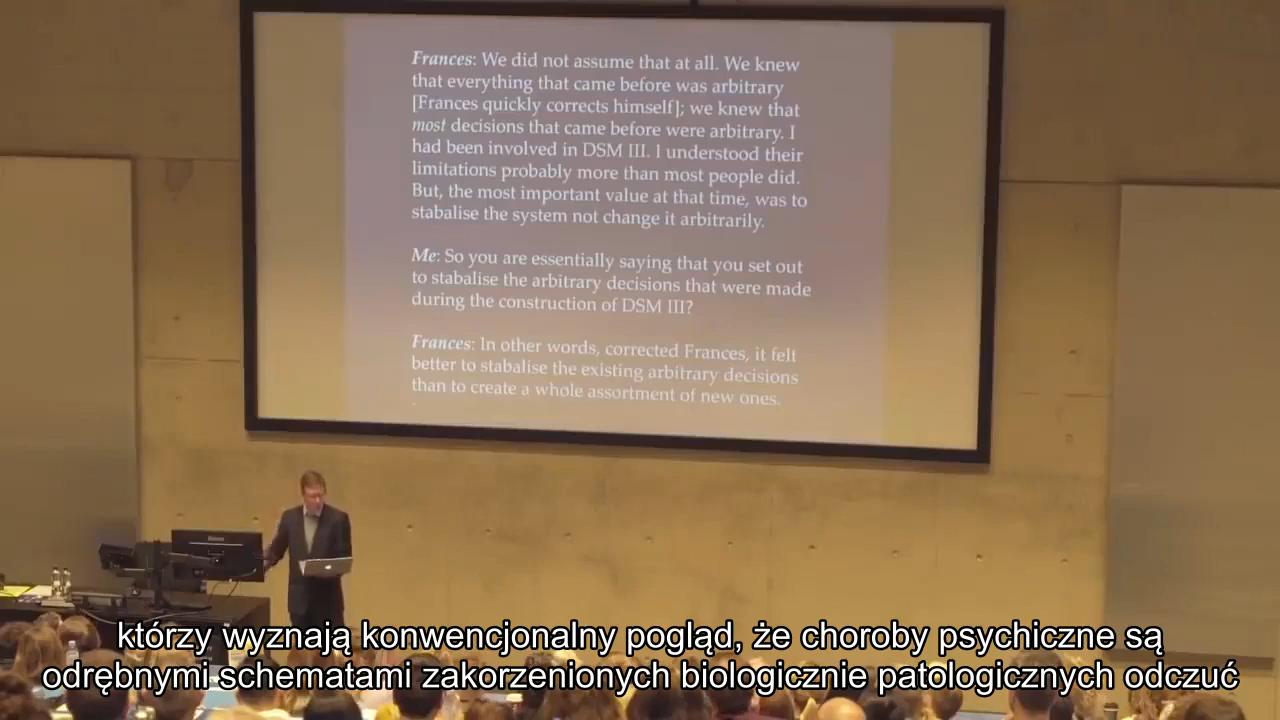 Frances: We did not assume that at all. We knew
that everything that came before was arbitrary
[Frances quickly corrects himself]; we knew that
most decisions that came before were arbitrary. I
had been involved in DSM III. I understood their
limitations probably more than most people did.
But, the most important value at that time, was to
stabalise the system not change it arbitrarily.
Me: So you are essentially saying that you set out
to stabalise the arbitrary decisions that were made
during the construction of DSM III?
Frances: In other words, corrected Frances, it felt
better to stabalise the existing arbitrary decisions
than to create a whole assortment of new ones.
którzy wyznają konwencjonalny pogląd, że choroby psychiczne są
odrębnymi schematami zakorzenionych biologicznie patologicznych odczuć